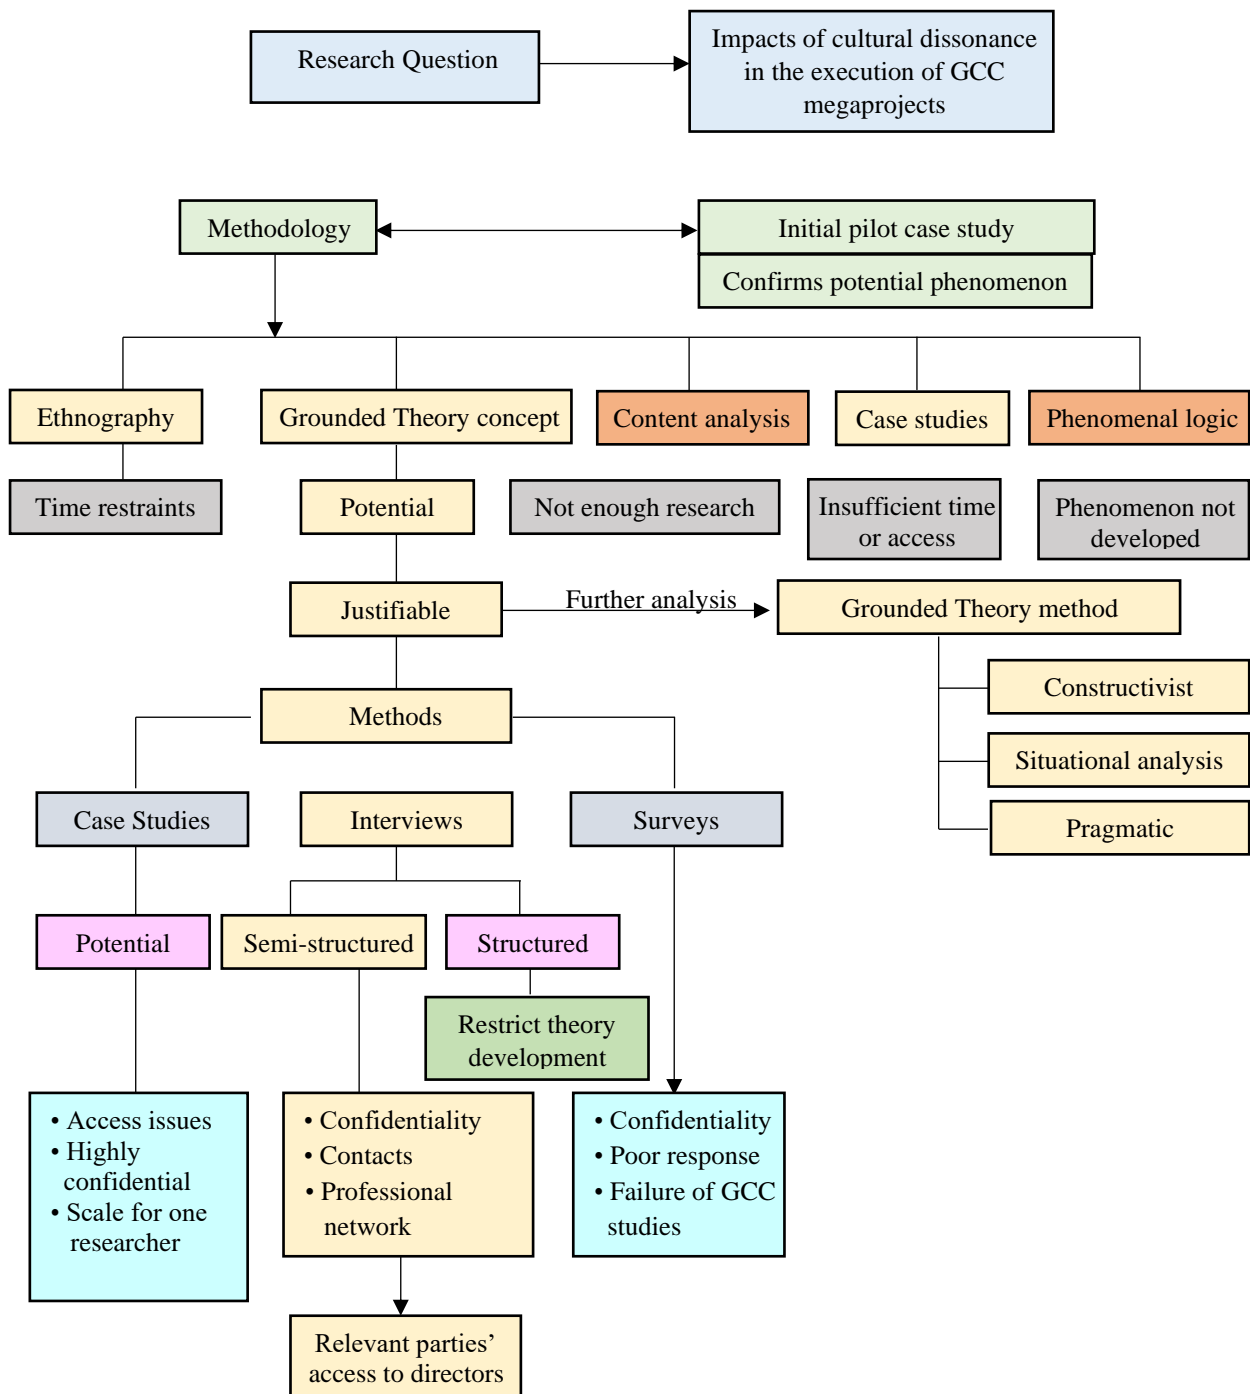 Research Question
Impacts of cultural dissonance
in the execution of GCC
megaprojects
Methodology
Initial pilot case study
Confirms potential phenomenon
Ethnography
Grounded Theory concept
Content analysis
Case studies
Phenomenal logic
Time restraints
Potential
Not enough research
Insufficient time
or access
Phenomenon not
developed
Justifiable
Further analysis
Grounded Theory method
Constructivist
Methods
Situational analysis
Pragmatic
Case Studies
Interviews
Surveys
Potential
Semi-structured
Structured
Restrict theory
development
• Access issues
• Highly
confidential
• Scale for one
researcher
• Confidentiality
• Contacts
• Professional
network
• Confidentiality
• Poor response
• Failure of GCC
studies
Relevant parties’
access to directors